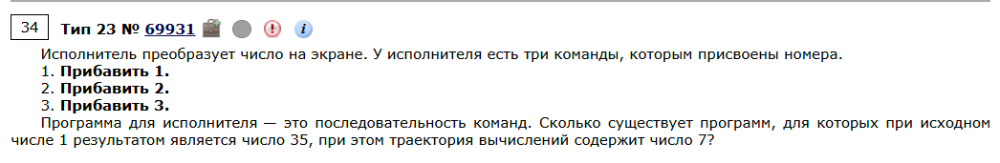 34
Тип 23 № 69931
Исполнитель преобразует число на экране. У исполнителя есть три команды, которым присвоены номера.
1. Прибавить 1.
2. Прибавить 2.
3. Прибавить 3.
Программа для исполнителя — это последовательность команд. Сколько существует программ, для которых при исходном
числе 1 результатом является число 35, при этом траектория вычислений содержит число 7?